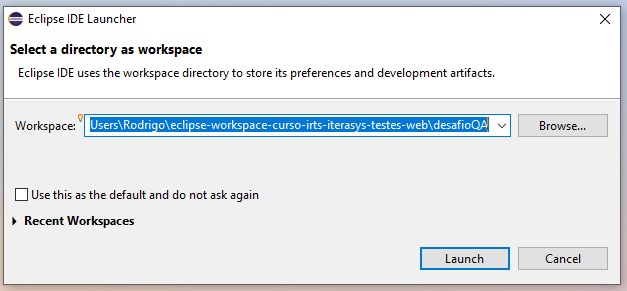 Eclipse IDE Launcher
Select a directory as workspace
Eclipse IDE uses the workspace directory to store its preferences and development artifacts.
Workspace: Users\Rodrigo\eclipse-workspace-curso-irts-iterasys-testes-web\desafioQA Browse...
Use this as the default and do not ask again
Recent Workspaces
Launch Cancel